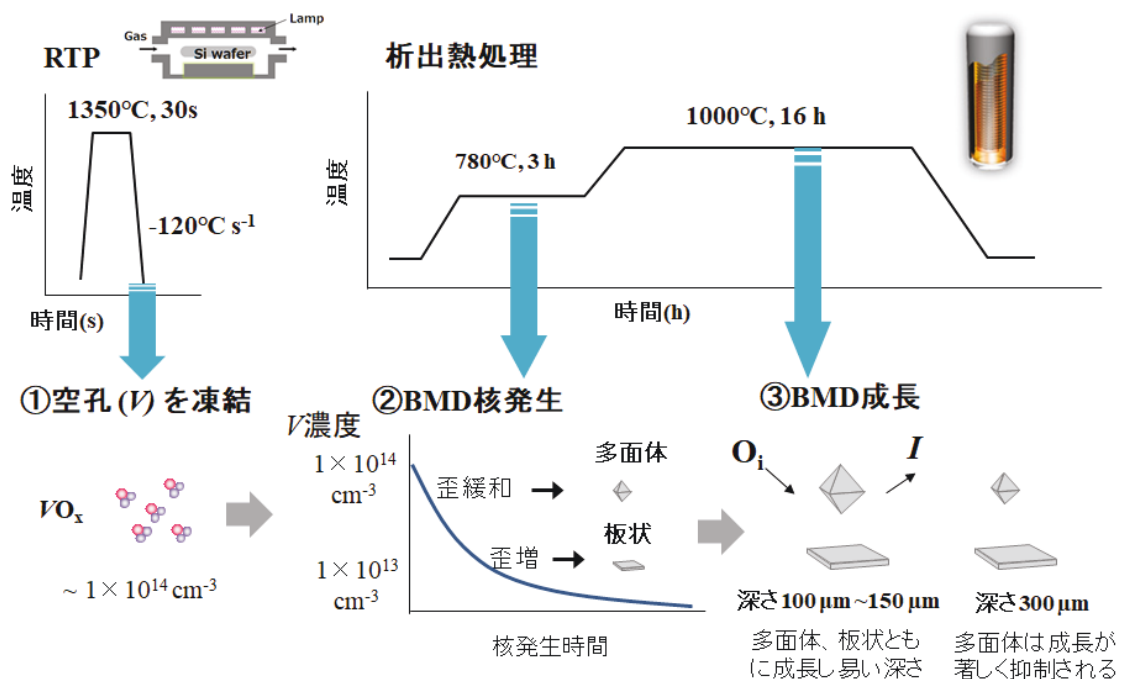 RTP
Gas
Lamp
Si wafer
1350°C, 30s
温度
-120°C s⁻¹
時間(s)
析出熱処理
温度
780°C, 3 h
1000°C, 16 h
時間(h)
①空孔 (V) を凍結
VOₓ
~ 1×10¹⁴ cm⁻³
②BMD核発生
V濃度
1×10¹⁴
cm⁻³
1×10¹³
cm⁻³
歪緩和
多面体
歪増
板状
核発生時間
③BMD成長
Oᵢ
I
深さ100 μm ~150 μm
多面体、板状とも
に成長し易い深さ
深さ300 μm
多面体は成長が
著しく抑制される